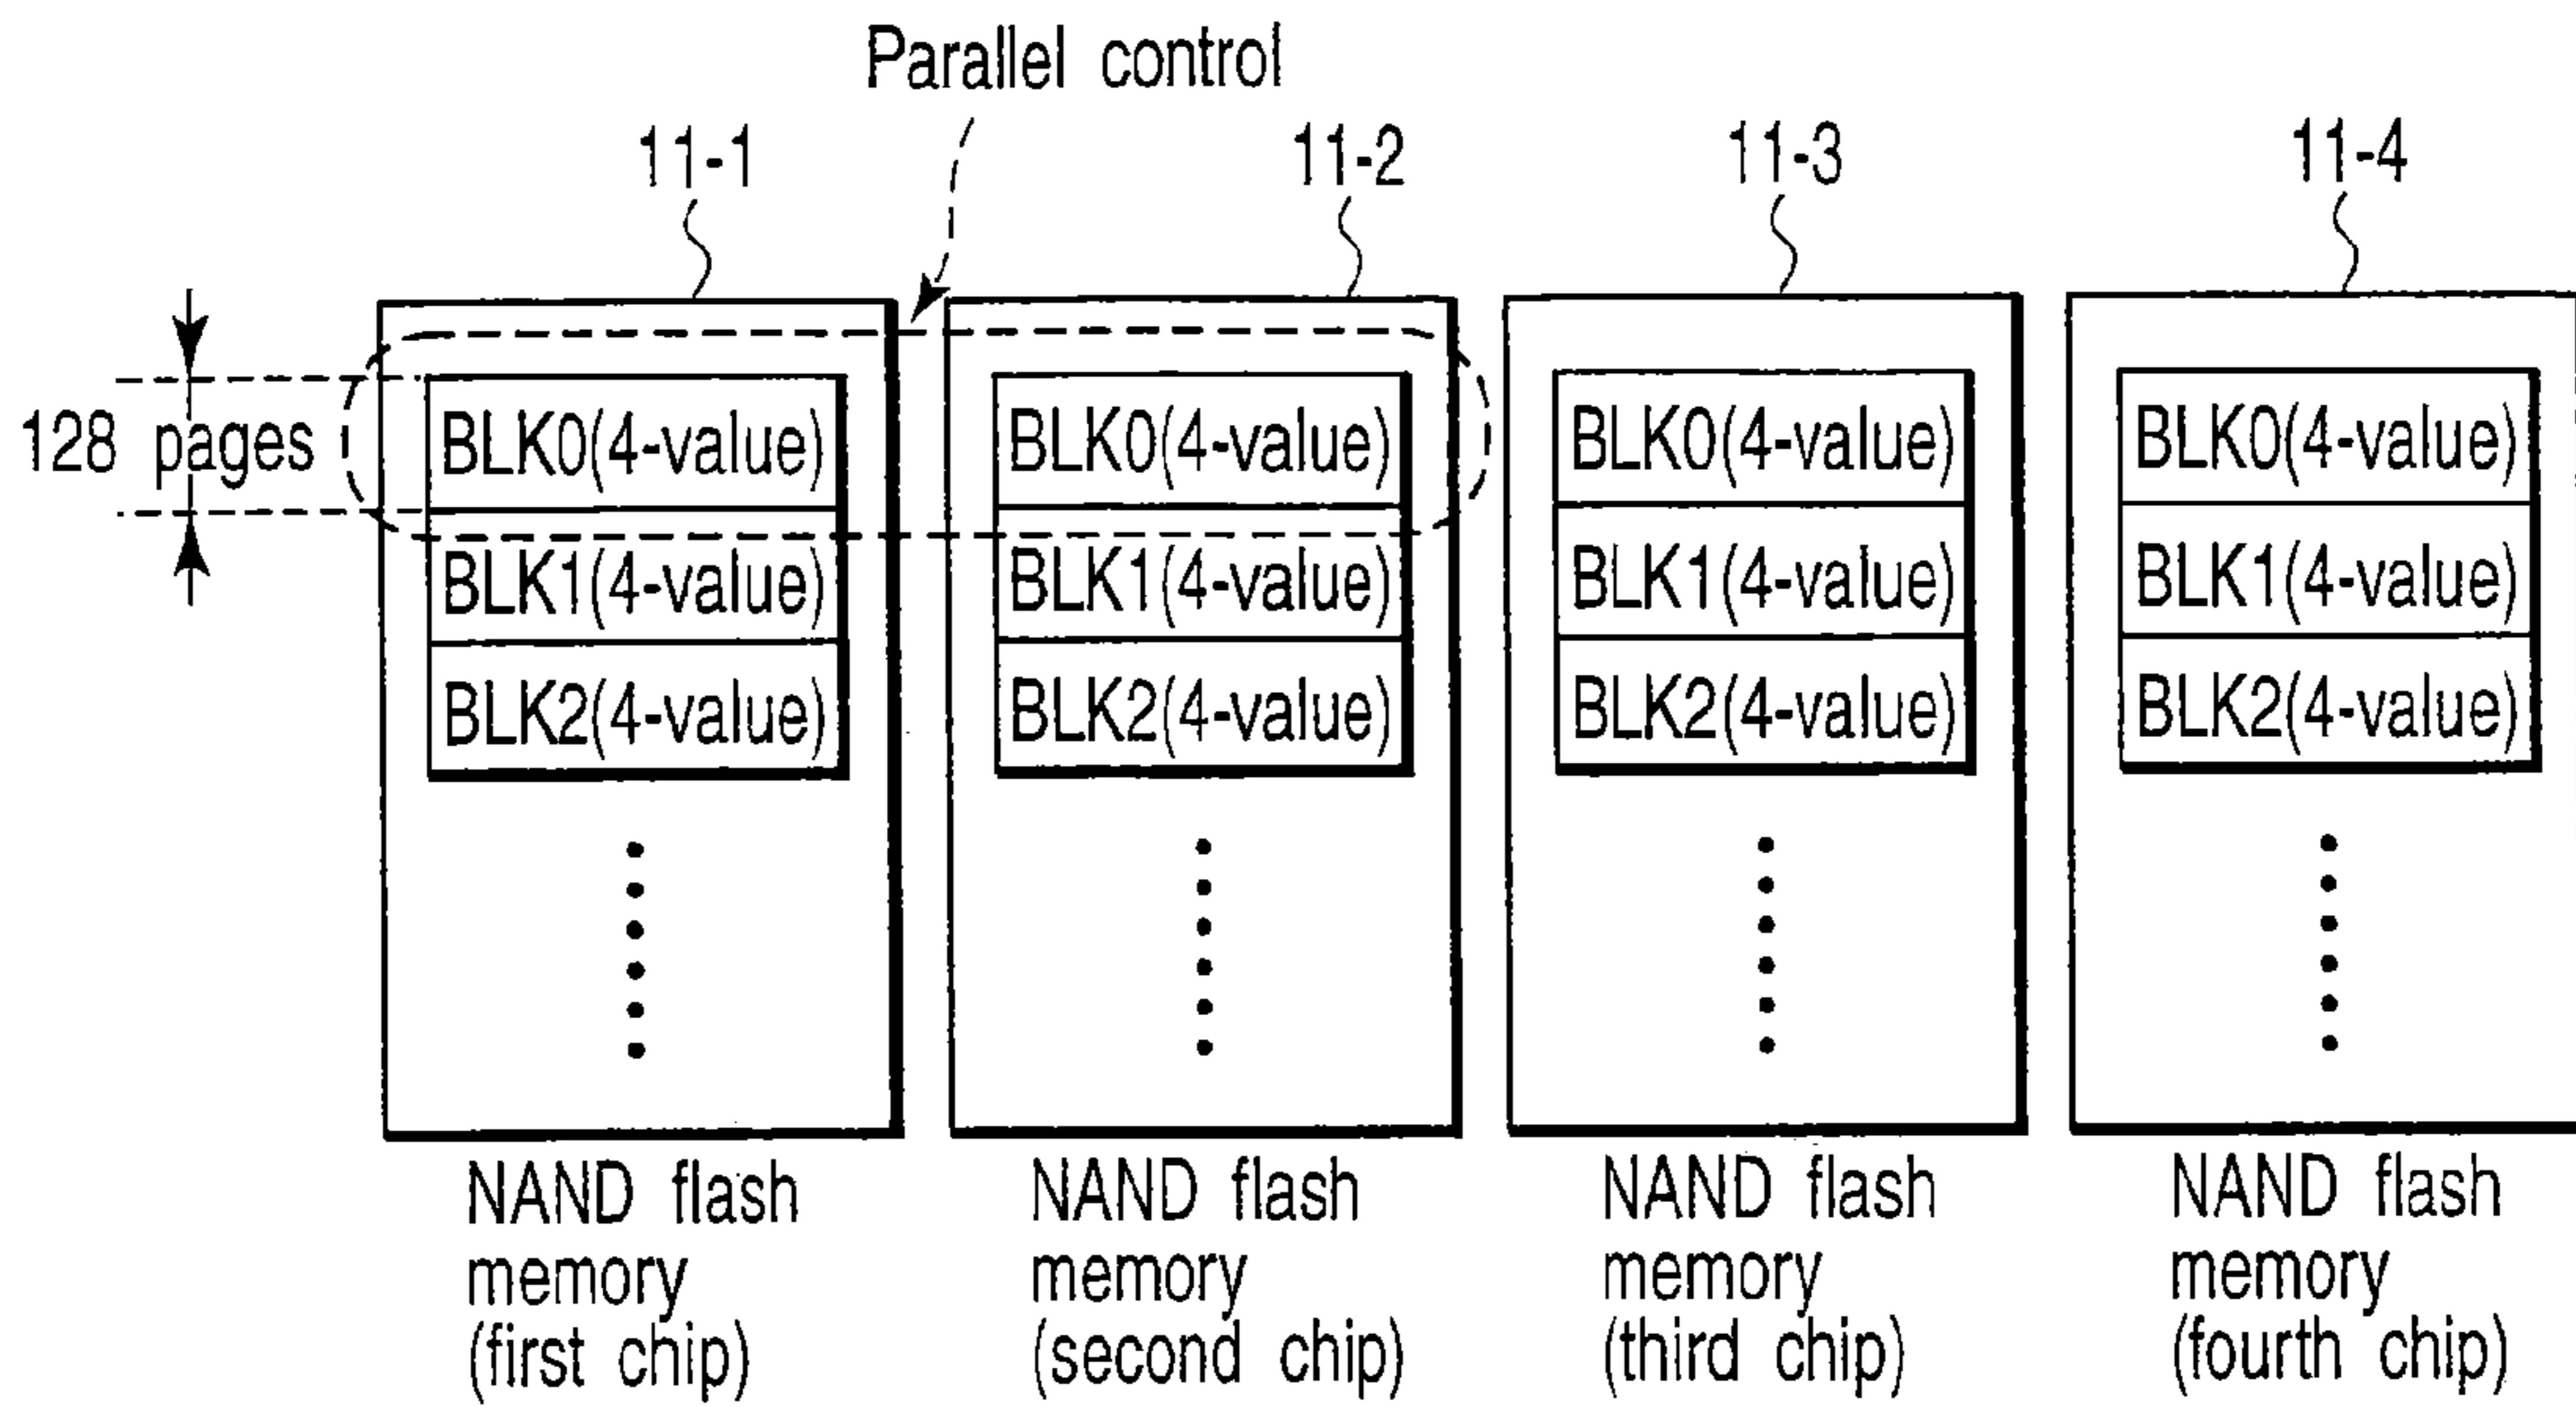 Parallel control
11-1
11-2
11-3
11-4
128 pages
BLK0(4-value)
BLK0(4-value)
BLK0(4-value)
BLK0(4-value)
BLK1(4-value)
BLK1(4-value)
BLK1(4-value)
BLK1(4-value)
BLK2(4-value)
BLK2(4-value)
BLK2(4-value)
BLK2(4-value)
NAND flash
memory
(first chip)
NAND flash
memory
(second chip)
NAND flash
memory
(third chip)
NAND flash
memory
(fourth chip)